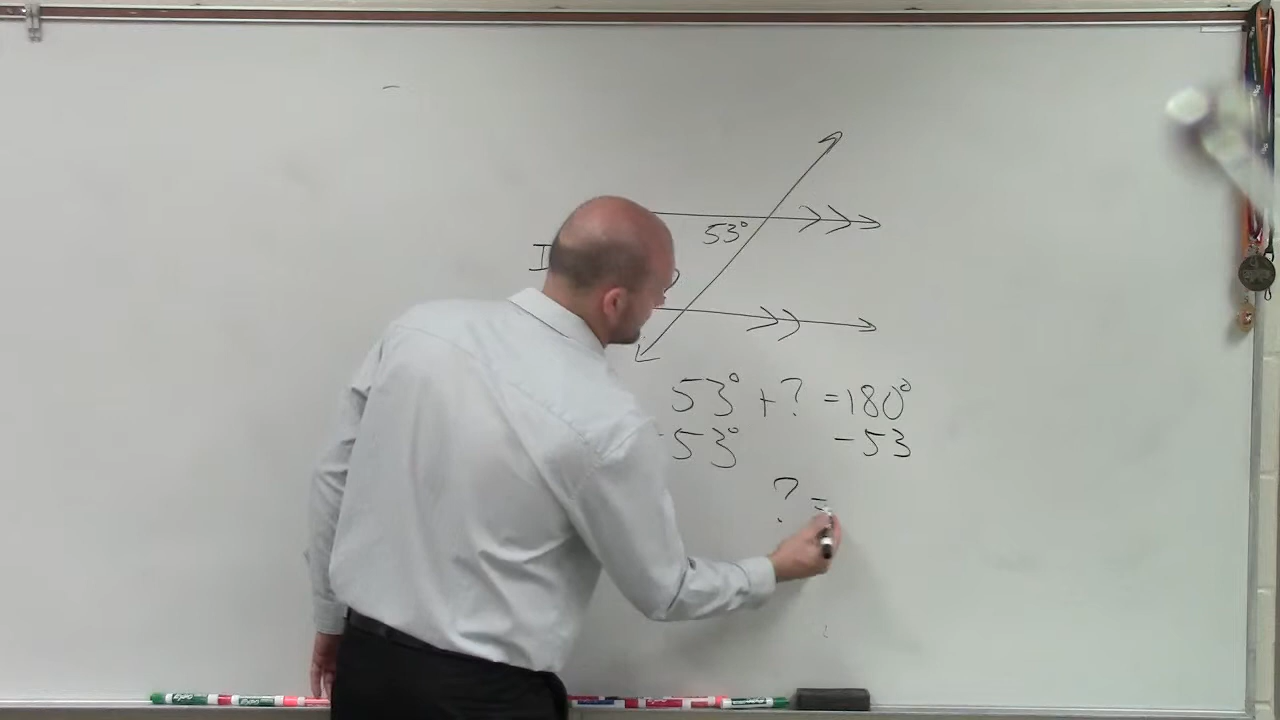 53°
I
53° + ? = 180°
-53° -53
? =